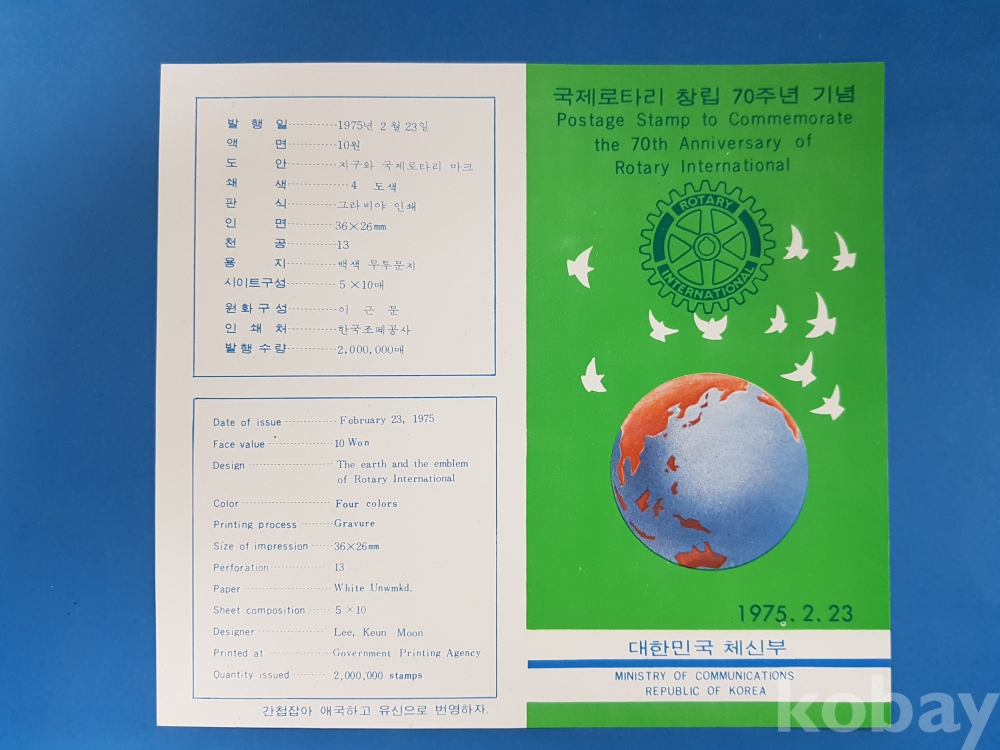 발 행 일 ············ 1975년 2월 23일
액 면 ············ 10원
도 안 ············ 지구와 국제로타리 마크
쇄 색 ············ 4 도색
판 식 ············ 그라비아 인쇄
인 면 ············ 36×26mm
천 공 ············ 13
용 지 ············ 백색 무투문지
시이트구성 ············ 5×10매
원 화 구 성 ············ 이 근 문
인 쇄 처 ············ 한국조폐공사
발 행 수 량 ············ 2,000,000매
Date of issue ············ February 23, 1975
Face value ············ 10 Won
Design ············ The earth and the emblem
of Rotary International
Color ············ Four colors
Printing process ········· Gravure
Size of impression ······ 36×26mm
Perforation ············ 13
Paper ············ White Unwmkd.
Sheet composition ······ 5 × 10
Designer ············ Lee, Keun Moon
Printed at ············ Government Printing Agency
Quantity issued ········· 2,000,000 stamps
간첩잡아 애국하고 유신으로 번영하자.
국제로타리 창립 70주년 기념
Postage Stamp to Commemorate
the 70th Anniversary of
Rotary International
ROTARY
INTERNATIONAL
1975. 2. 23
대한민국 체신부
MINISTRY OF COMMUNICATIONS
REPUBLIC OF KOREA
kobay